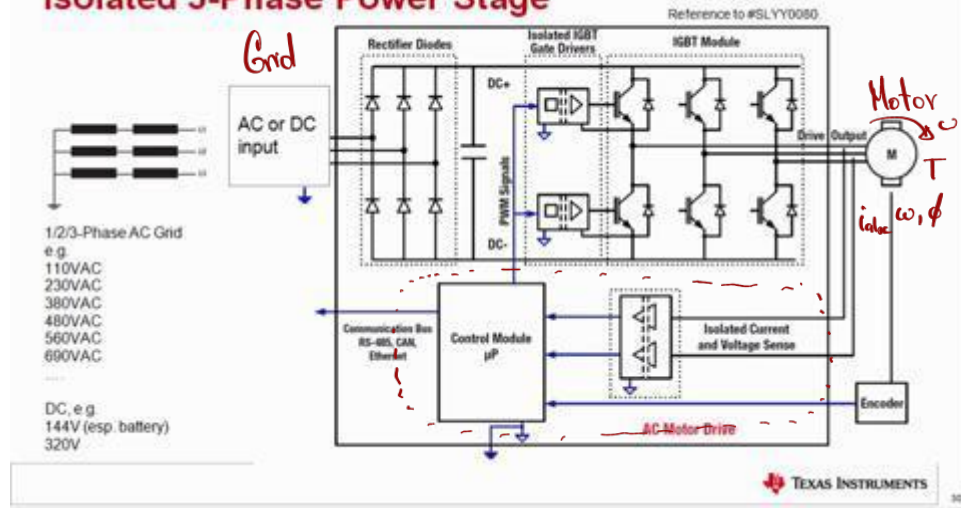 Isolated 3-Phase Power Stage
Reference to #SLYY0080
Grid
Rectifier Diodes
Isolated IGBT
Gate Drivers
IGBT Module
AC or DC
input
DC+
PWM Signals
DC-
Motor
Drive Output
M
ω
T
iabc ω, φ
1/2/3-Phase AC Grid
e.g.
110VAC
230VAC
380VAC
480VAC
560VAC
690VAC
....
DC, e.g.
144V (esp. battery)
320V
Communication Bus
RS-485, CAN,
Ethernet
Control Module
µP
Isolated Current
and Voltage Sense
Encoder
AC Motor Drive
TEXAS INSTRUMENTS